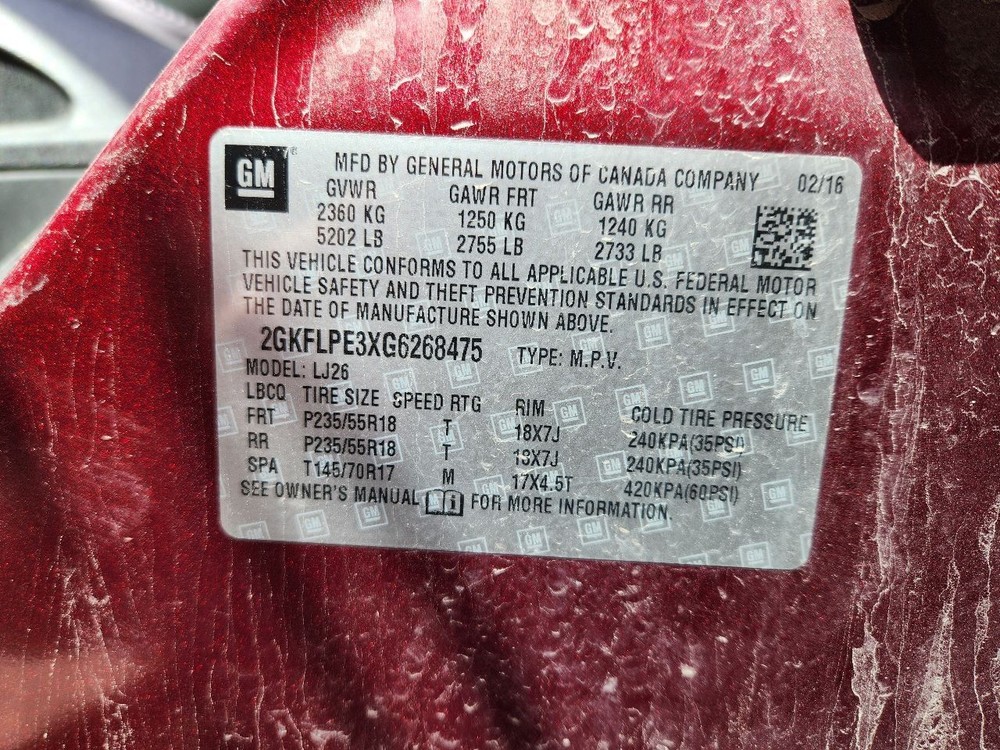 GM
MFD BY GENERAL MOTORS OF CANADA COMPANY 02/16
GVWR GAWR FRT GAWR RR
2360 KG 1250 KG 1240 KG
5202 LB 2755 LB 2733 LB
THIS VEHICLE CONFORMS TO ALL APPLICABLE U.S. FEDERAL MOTOR
VEHICLE SAFETY AND THEFT PREVENTION STANDARDS IN EFFECT ON
THE DATE OF MANUFACTURE SHOWN ABOVE.
2GKFLPE3XG6268475 TYPE: M.P.V.
MODEL: LJ26
LBCQ TIRE SIZE SPEED RTG RIM COLD TIRE PRESSURE
FRT P235/55R18 T 18X7J 240KPA(35PSI)
RR P235/55R18 T 18X7J 240KPA(35PSI)
SPA T145/70R17 M 17X4.5T 420KPA(60PSI)
SEE OWNER'S MANUAL FOR MORE INFORMATION.